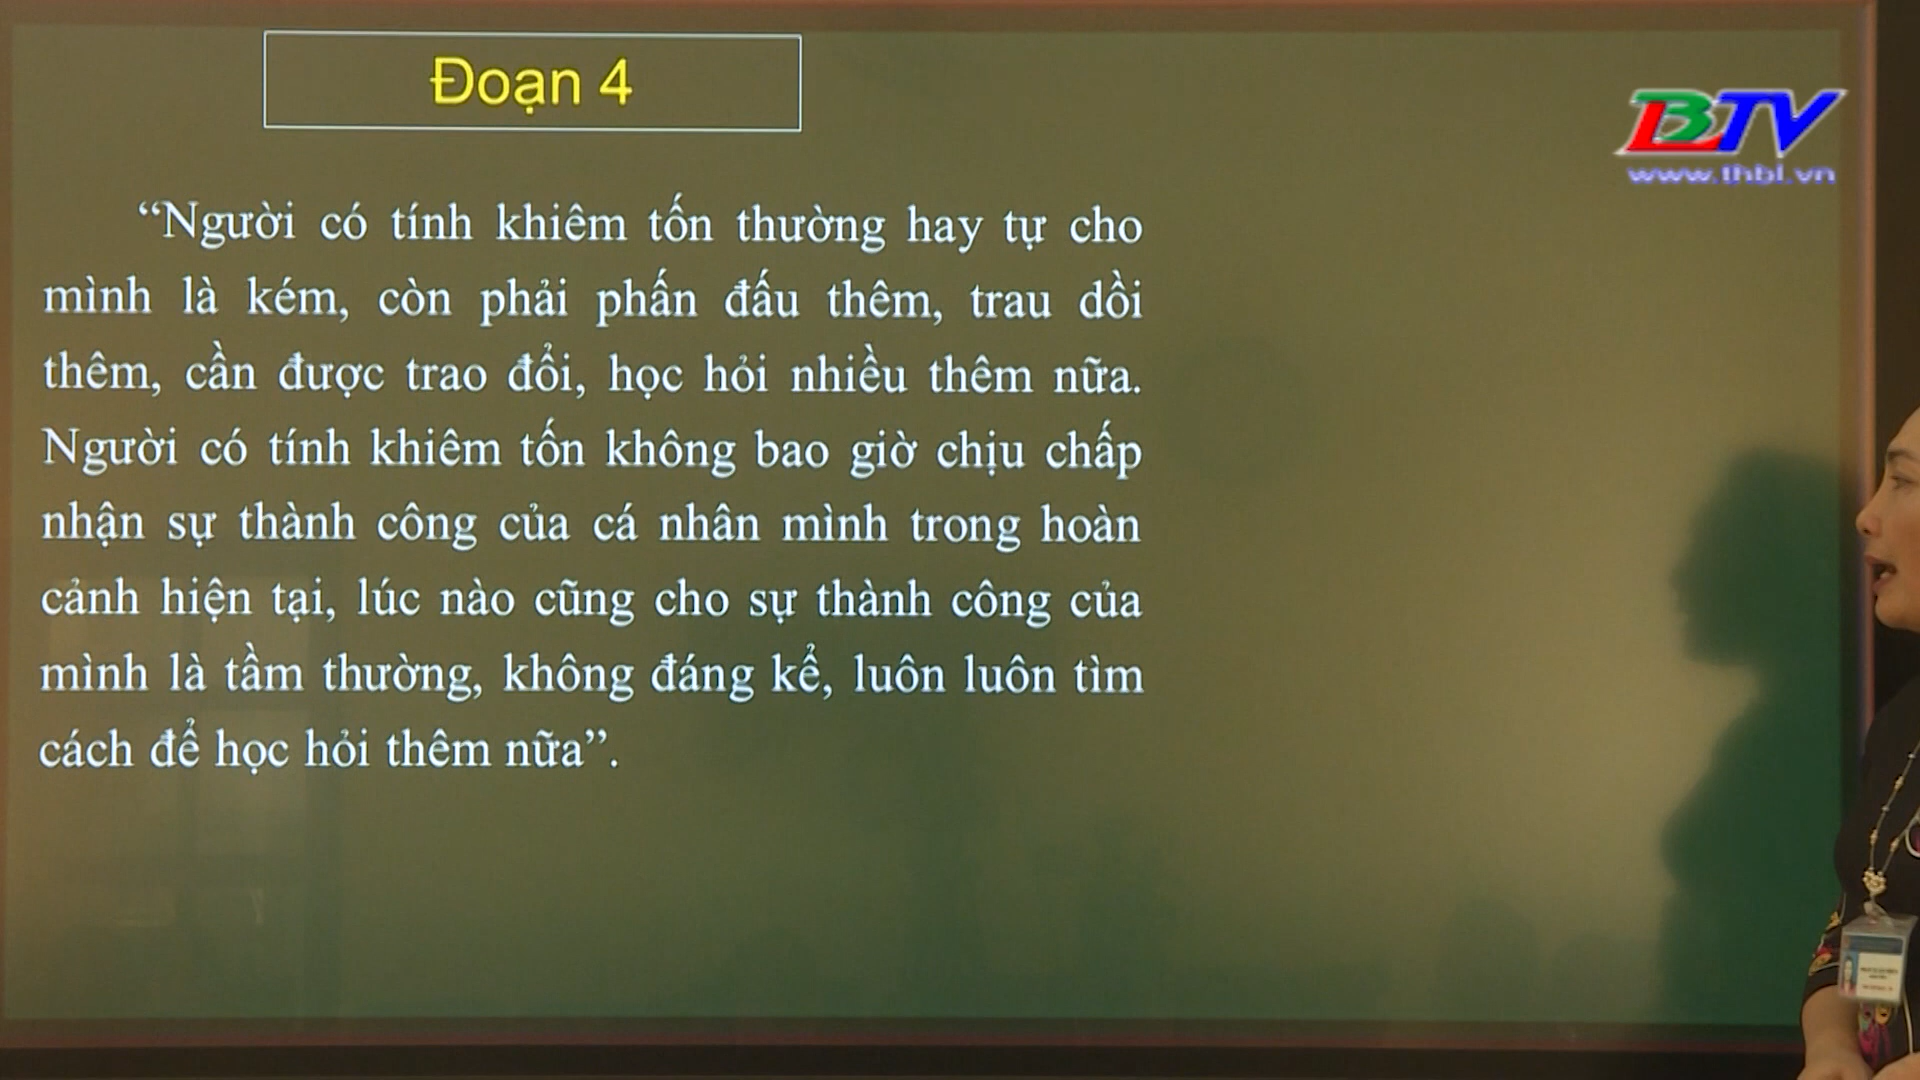 Đoạn 4
BTV
www.thbl.vn
“Người có tính khiêm tốn thường hay tự cho
mình là kém, còn phải phấn đấu thêm, trau dồi
thêm, cần được trao đổi, học hỏi nhiều thêm nữa.
Người có tính khiêm tốn không bao giờ chịu chấp
nhận sự thành công của cá nhân mình trong hoàn
cảnh hiện tại, lúc nào cũng cho sự thành công của
mình là tầm thường, không đáng kể, luôn luôn tìm
cách để học hỏi thêm nữa”.